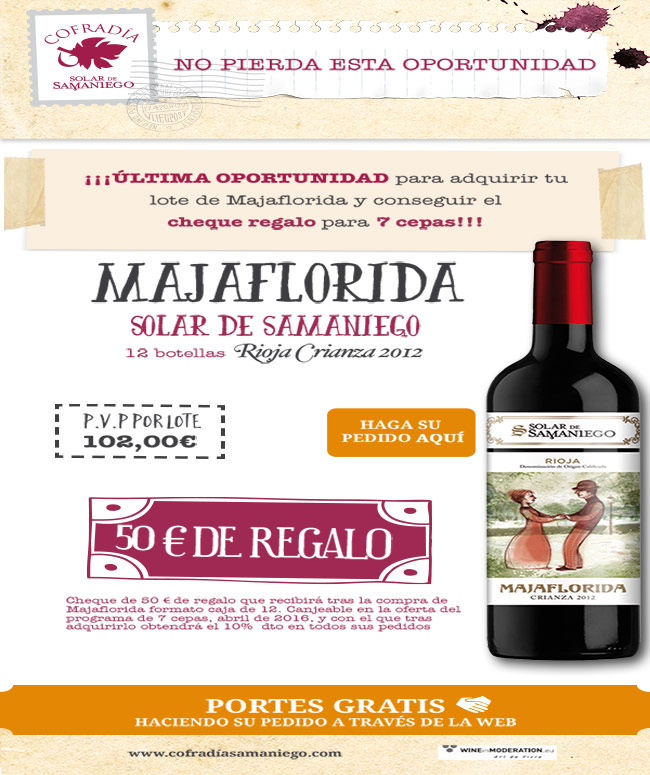 COFRADÍA
SOLAR DE
SAMANIEGO
NO PIERDA ESTA OPORTUNIDAD
¡¡¡ÚLTIMA OPORTUNIDAD para adquirir tu
lote de Majaflorida y conseguir el
cheque regalo para 7 cepas!!!
MAJAFLORIDA
SOLAR DE SAMANIEGO
12 botellas Rioja Crianza 2012
P.V.P POR LOTE
102,00€
HAGA SU
PEDIDO AQUÍ
50 € DE REGALO
Cheque de 50 € de regalo que recibirá tras la compra de
Majaflorida formato caja de 12. Canjeable en la oferta del
programa de 7 cepas, abril de 2016, y con el que tras
adquirirlo obtendrá el 10% dto en todos sus pedidos
SOLAR DE
SAMANIEGO
RIOJA
Denominación de Origen Calificada
MAJAFLORIDA
CRIANZA 2012
PORTES GRATIS
HACIENDO SU PEDIDO A TRAVÉS DE LA WEB
www.cofradíasamaniego.com
WINE in MODERATION.eu
Art de Vivre